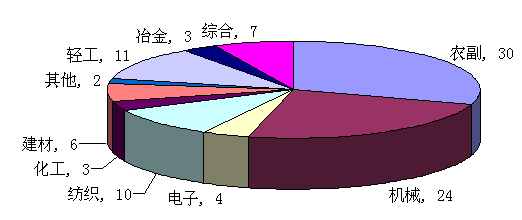 冶金, 3
综合, 7
轻工, 11
农副, 30
其他, 2
建材, 6
化工, 3
纺织, 10
电子, 4
机械, 24